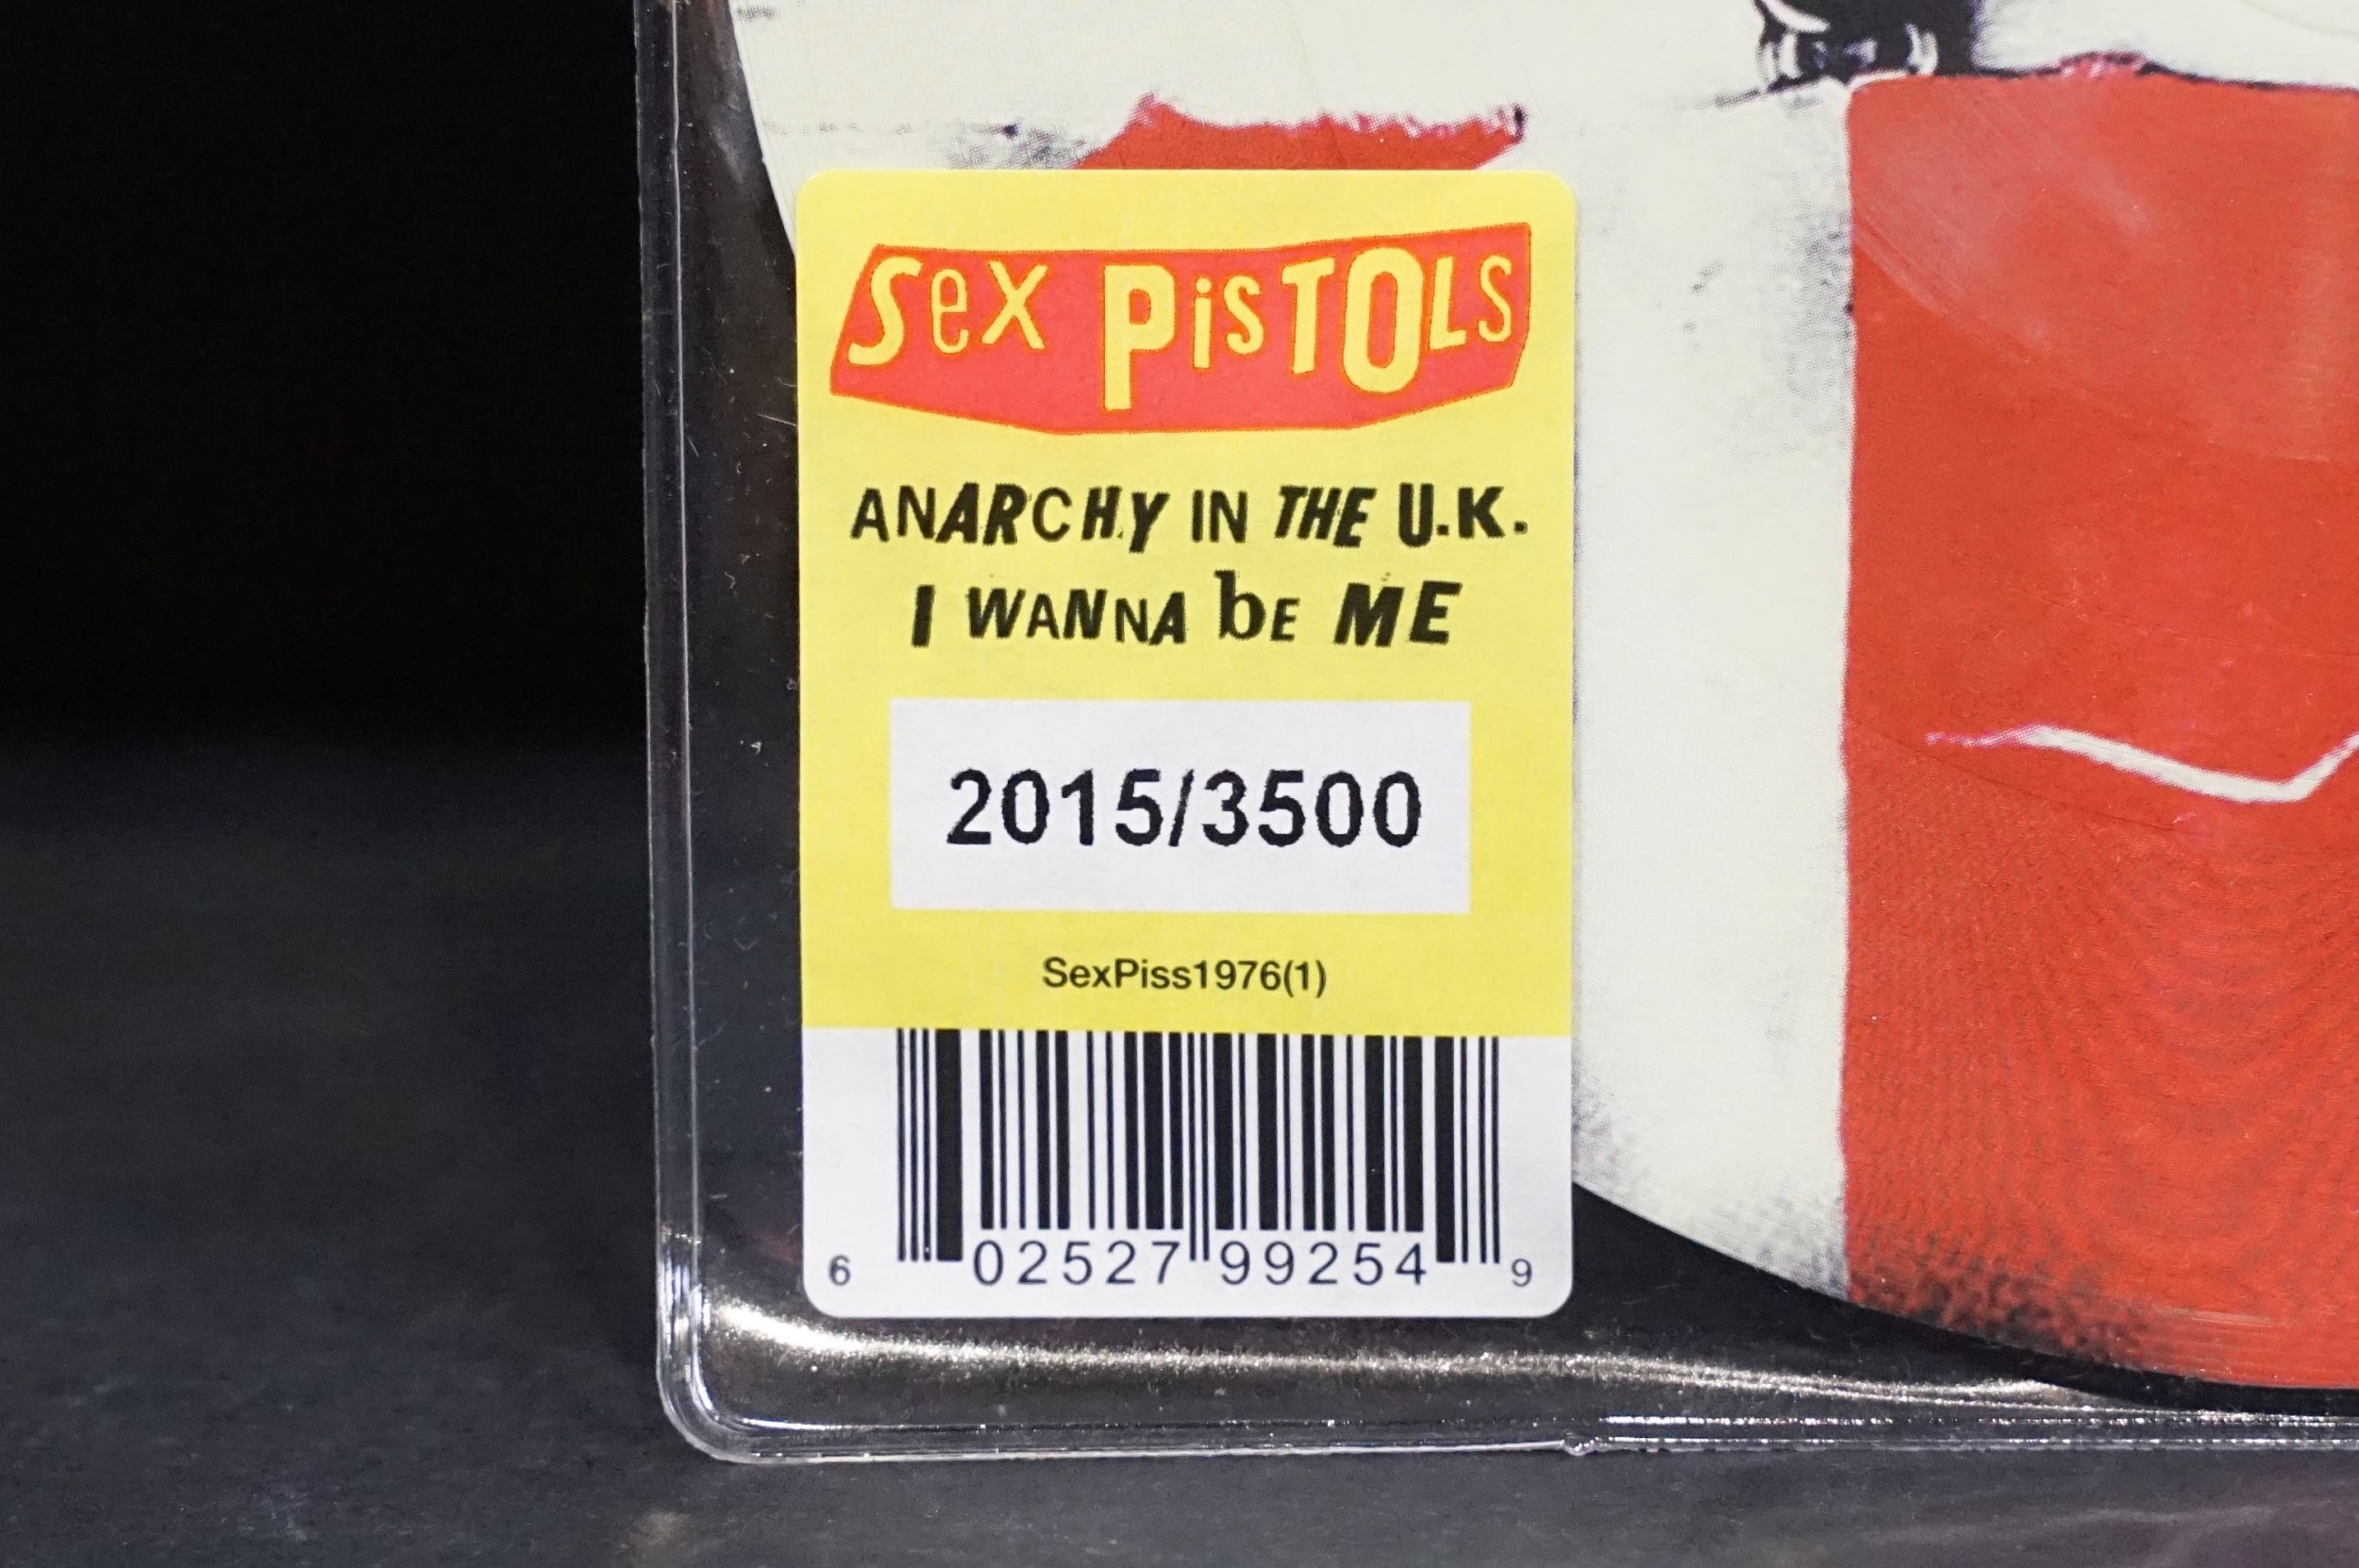 Sex PiSTOLS
ANARCHY IN THE U.K.
I WANNA bE ME
2015/3500
SexPiss1976(1)
6 02527 99254 9